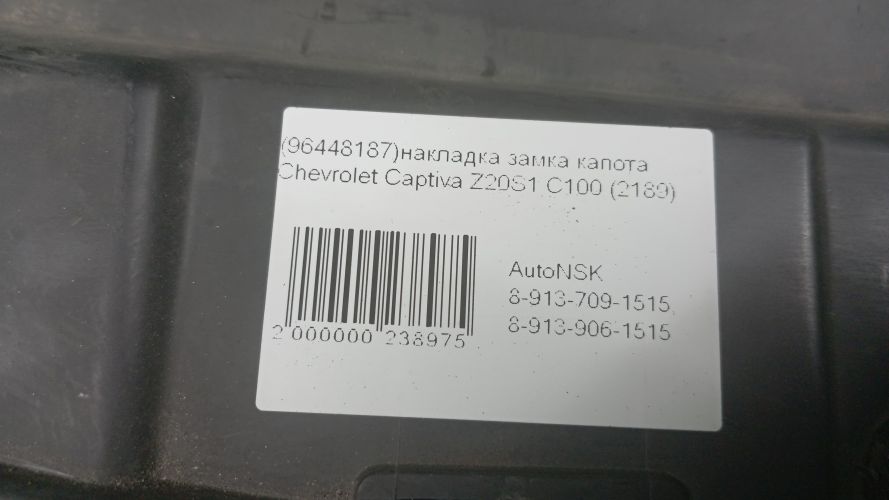 (96448187)накладка замка капота
Chevrolet Captiva Z20S1 C100 (2189)
AutoNSK
8-913-709-1515,
8-913-906-1515
2 000000 238975